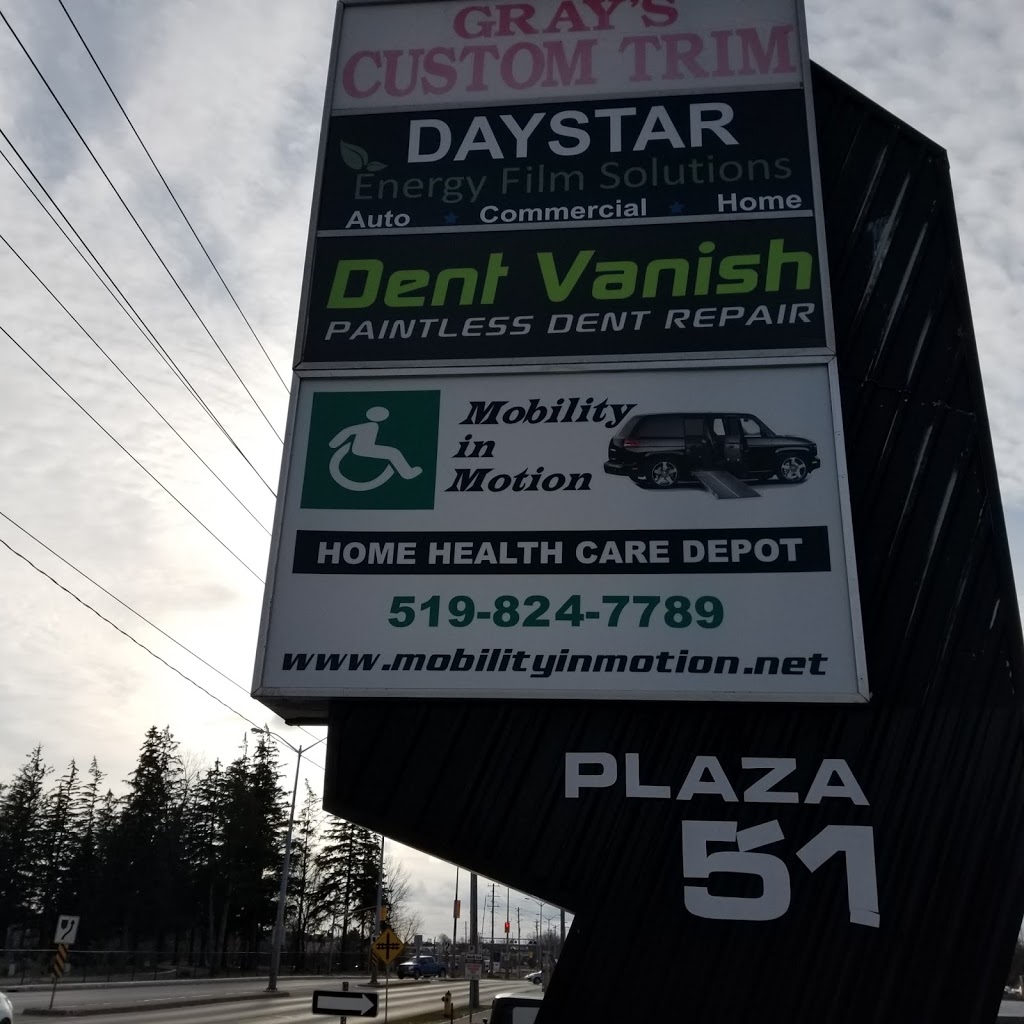 GRAY'S
CUSTOM TRIM
DAYSTAR
Energy Film Solutions
Auto Commercial Home
Dent Vanish
PAINTLESS DENT REPAIR
Mobility
in
Motion
HOME HEALTH CARE DEPOT
519-824-7789
www.mobilityinmotion.net
PLAZA
51